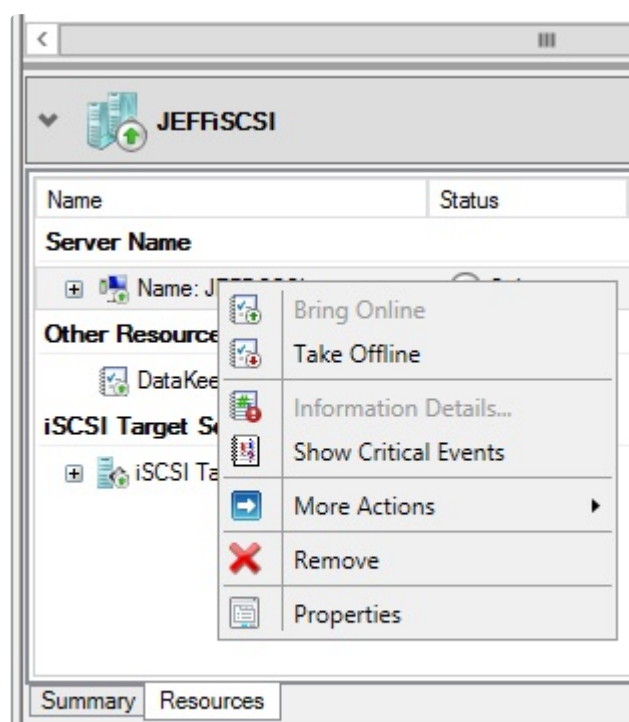 JEFFiSCSI
Name Status
Server Name
Name:
Bring Online
Other Resource
Take Offline
DataKee
Information Details...
iSCSI Target
Show Critical Events
iSCSI Ta
More Actions
Remove
Properties
Summary Resources